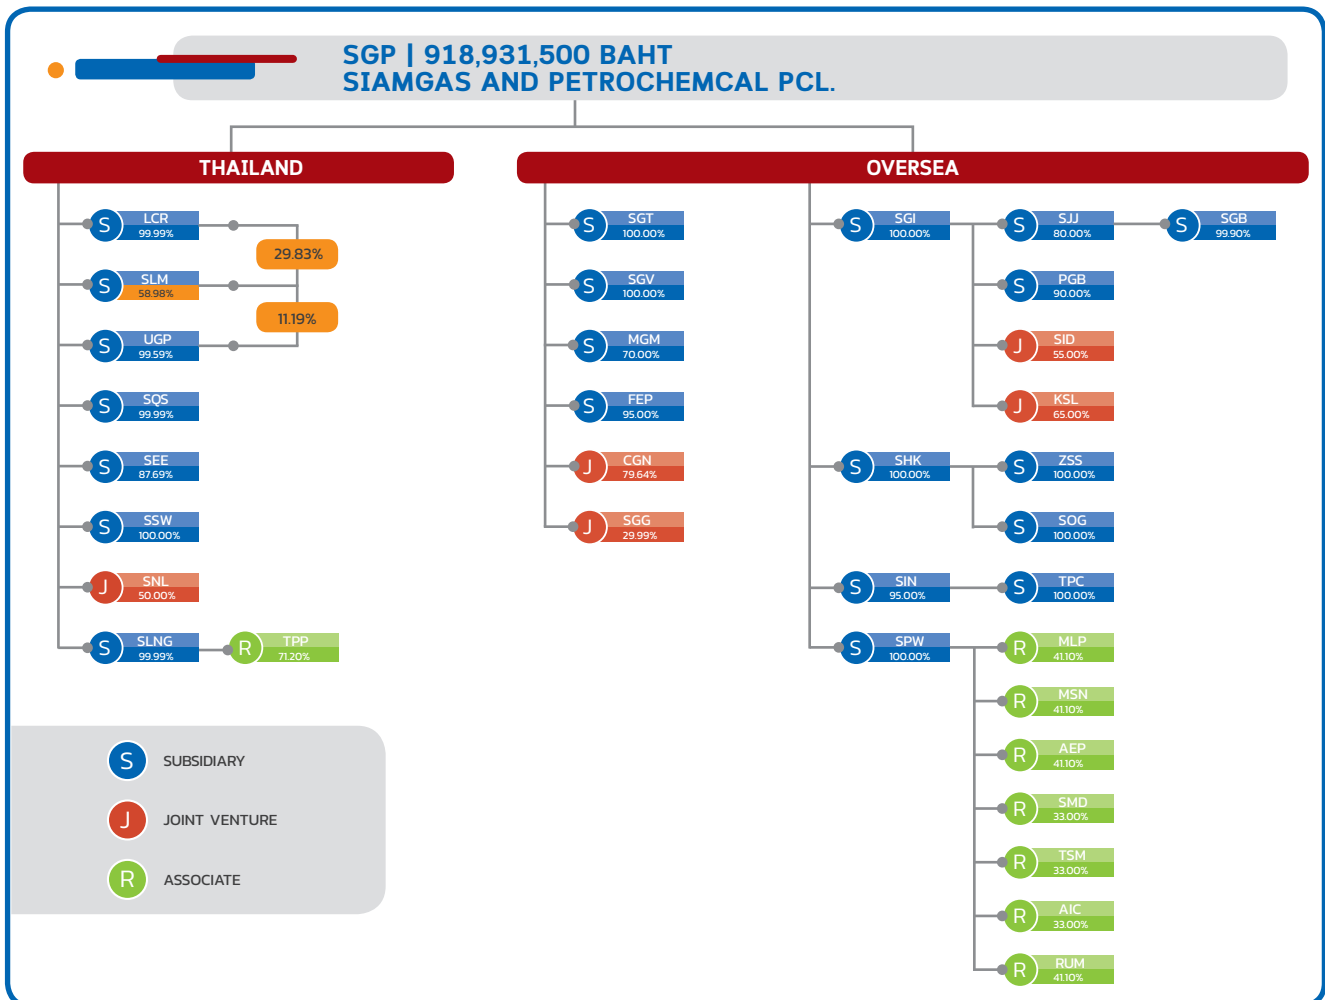 SGP | 918,931,500 BAHT
SIAMGAS AND PETROCHEMCAL PCL.
THAILAND
S
LCR
99.99%
29.83%
S
SLM
58.98%
11.19%
S
UGP
99.59%
S
SQS
99.99%
S
SEE
87.69%
S
SSW
100.00%
J
SNL
50.00%
S
SLNG
99.99%
R
TPP
71.20%
OVERSEA
S
SGT
100.00%
S
SGV
100.00%
S
MGM
70.00%
S
FEP
95.00%
J
CGN
79.64%
J
SGG
29.99%
S
SGI
100.00%
S
SJJ
80.00%
S
SGB
99.90%
S
PGB
90.00%
J
SID
55.00%
J
KSL
65.00%
S
SHK
100.00%
S
ZSS
100.00%
S
SOG
100.00%
S
SIN
95.00%
S
TPC
100.00%
S
SPW
100.00%
R
MLP
41.10%
R
MSN
41.10%
R
AEP
41.10%
R
SMD
33.00%
R
TSM
33.00%
R
AIC
33.00%
R
RUM
41.10%
S
SUBSIDIARY
J
JOINT VENTURE
R
ASSOCIATE